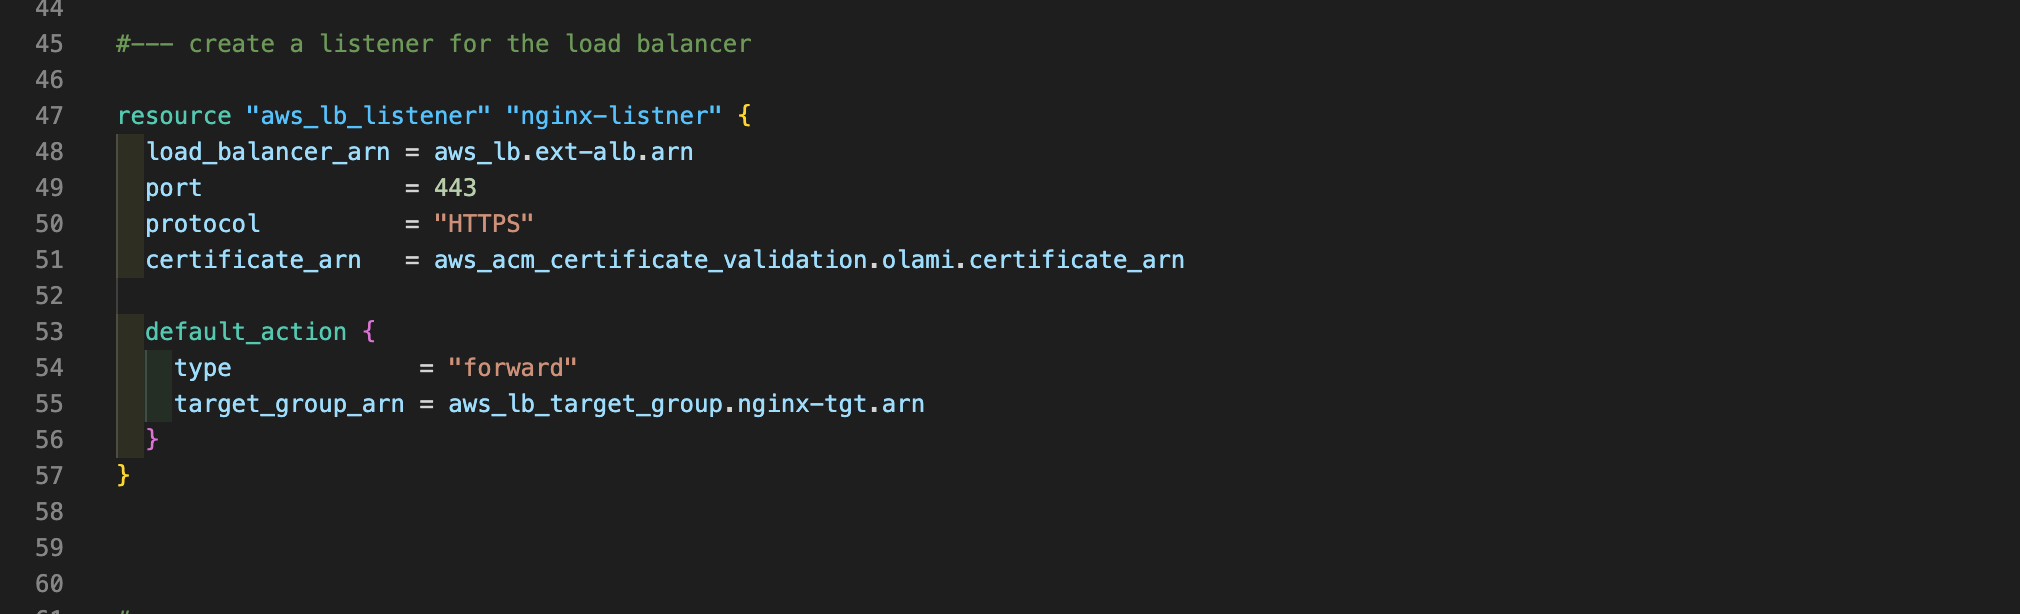 44
45 #--- create a listener for the load balancer
46
47 resource "aws_lb_listener" "nginx-listner" {
48 load_balancer_arn = aws_lb.ext-alb.arn
49 port = 443
50 protocol = "HTTPS"
51 certificate_arn = aws_acm_certificate_validation.olami.certificate_arn
52
53 default_action {
54 type = "forward"
55 target_group_arn = aws_lb_target_group.nginx-tgt.arn
56 }
57 }
58
59
60